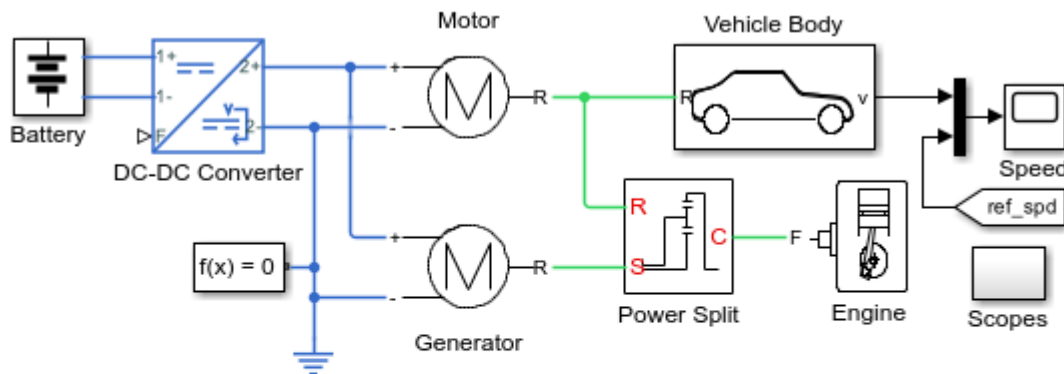 Motor
Vehicle Body
1+
2+
+
M
R
R
v
1-
v
F
2-
-
Battery
DC-DC Converter
Speed
ref_spd
R
C
F
+
M
R
S
f(x) = 0
-
Power Split
Engine
Scopes
Generator